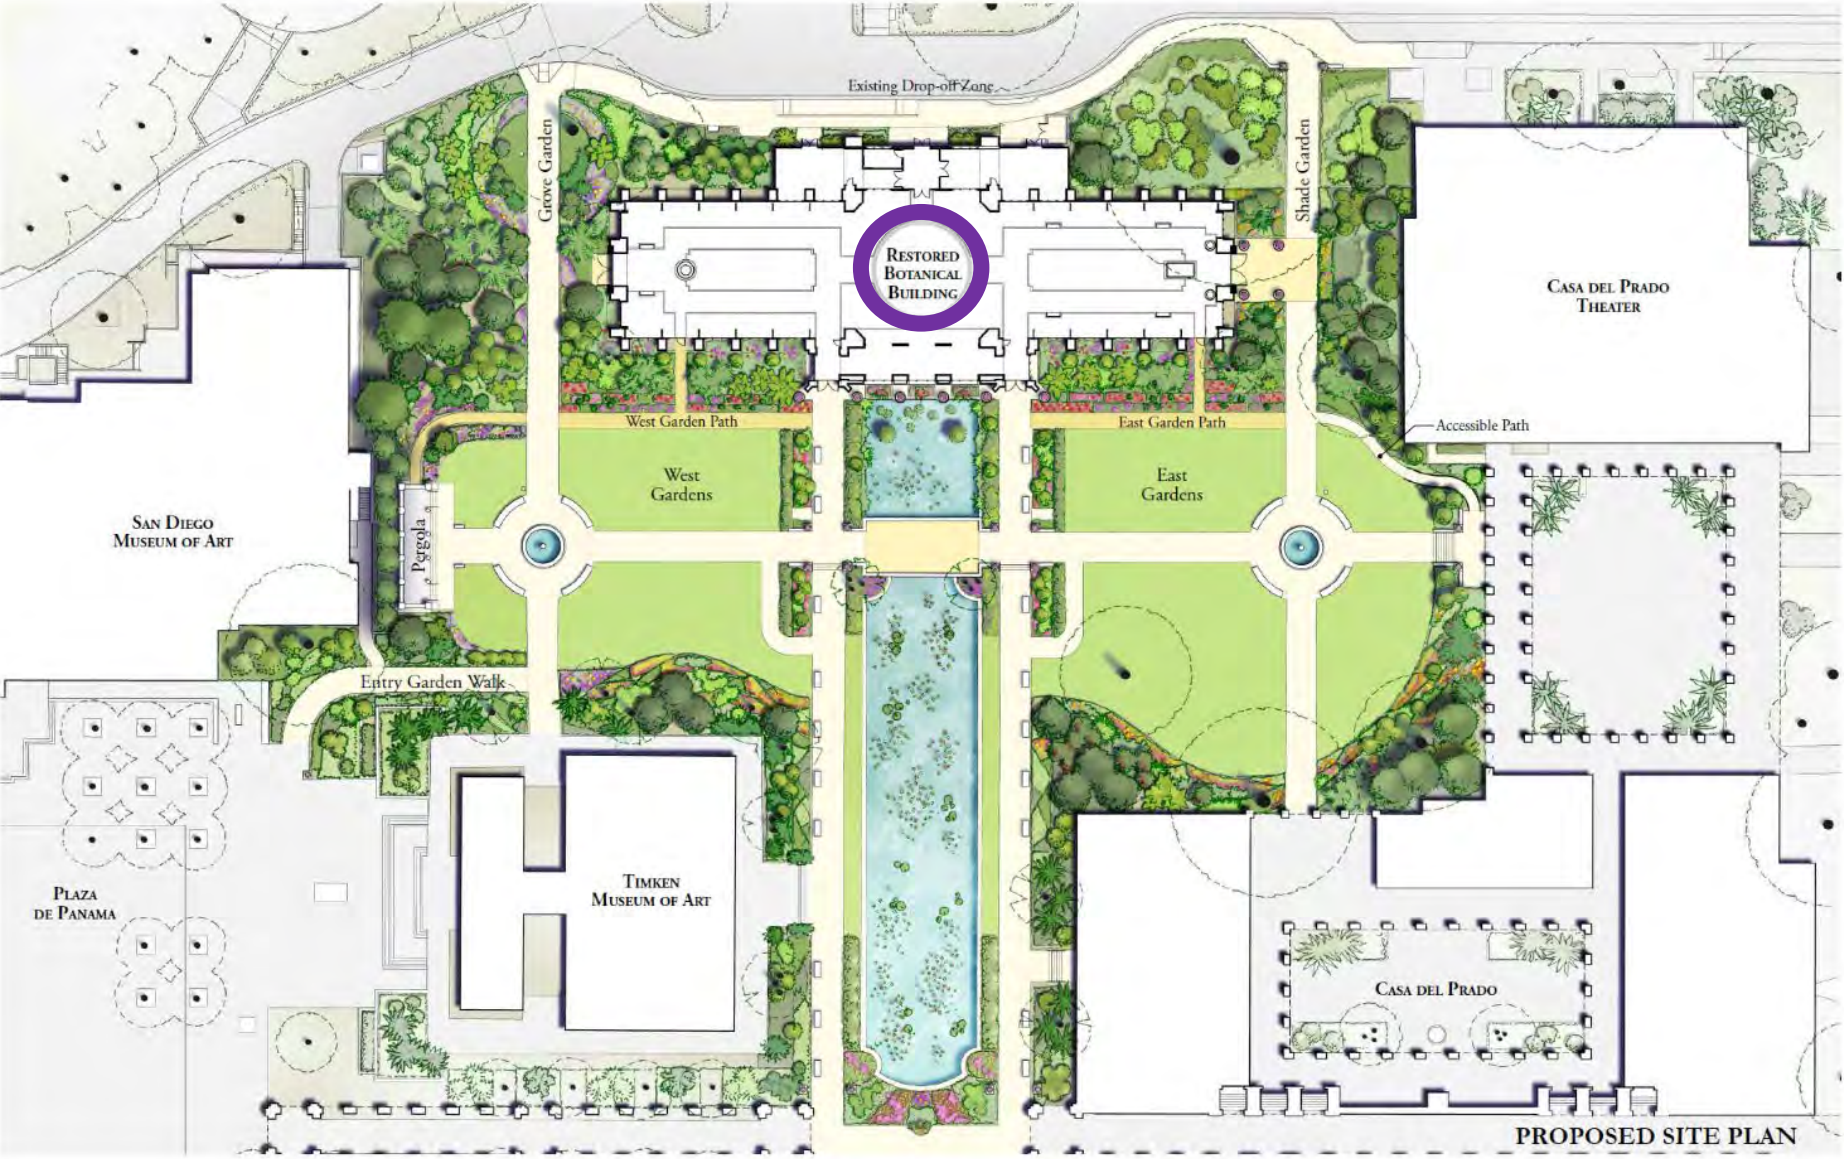 Existing Drop-off Zone
Grove Garden
Shade Garden
RESTORED
BOTANICAL
BUILDING
CASA DEL PRADO
THEATER
West Garden Path
East Garden Path
Accessible Path
West
Gardens
East
Gardens
SAN DIEGO
MUSEUM OF ART
Pergola
Entry Garden Walk
TIMKEN
MUSEUM OF ART
PLAZA
DE PANAMA
CASA DEL PRADO
PROPOSED SITE PLAN